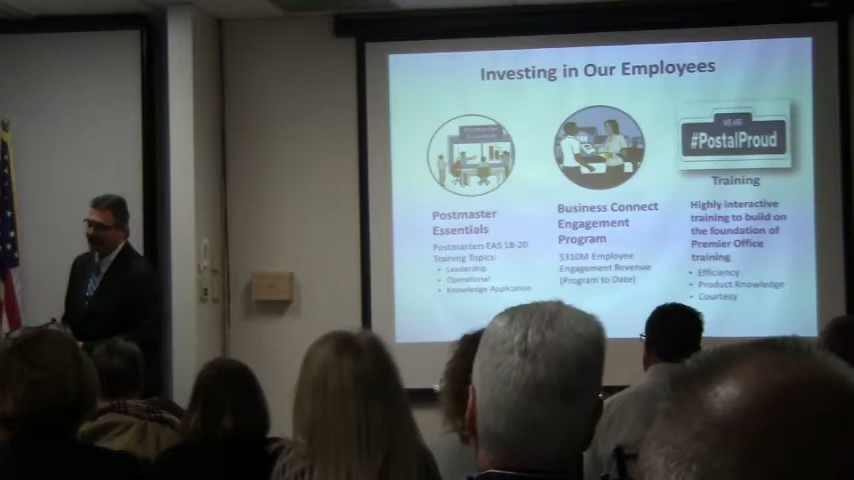 Investing in Our Employees
Postmaster
Essentials
Postmasters EAS 18-20
Training Topics:
• Leadership
• Operational
• Knowledge Application
Business Connect
Engagement
Program
$310M Employee
Engagement Revenue
(Program to Date)
WE ARE
#PostalProud
Training
Highly interactive
training to build on
the foundation of
Premier Office
training
• Efficiency
• Product Knowledge
• Courtesy